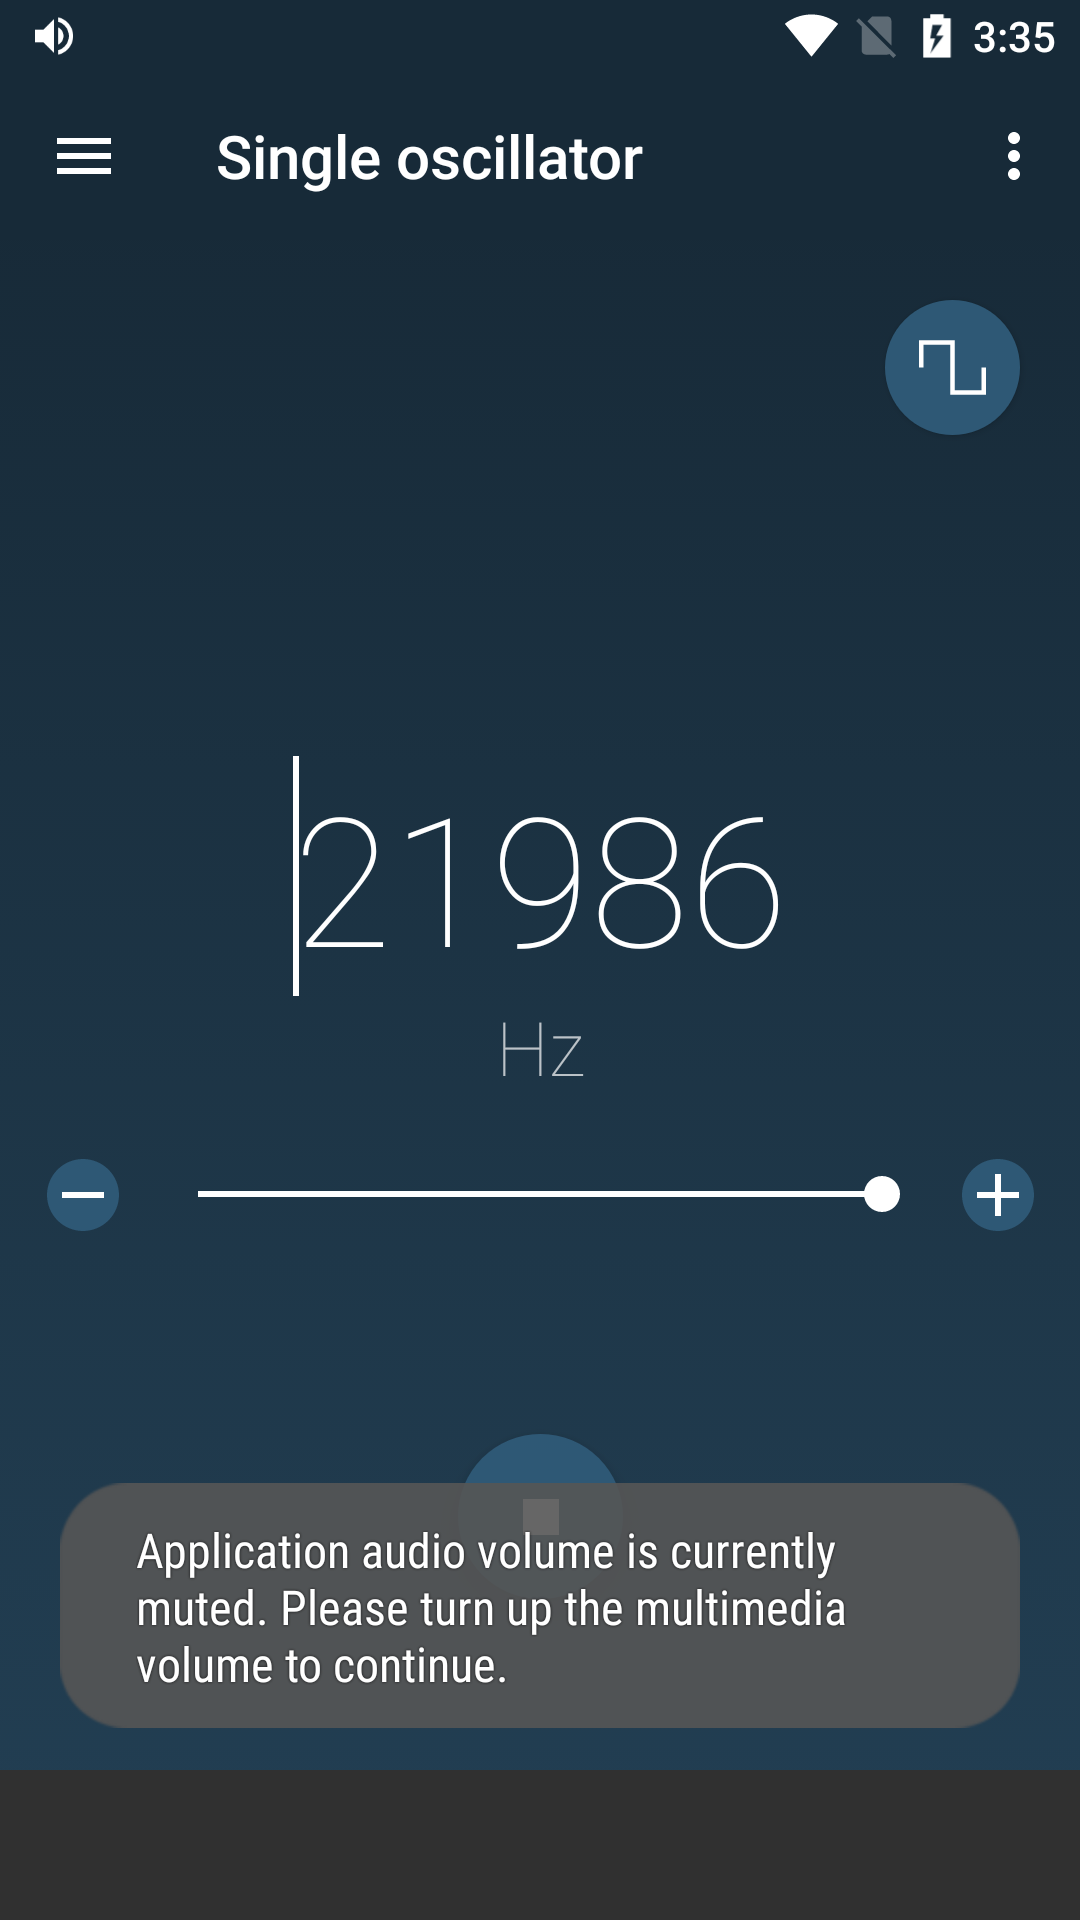 3:35
Single oscillator
21986
Hz
Application audio volume is currently
muted. Please turn up the multimedia
volume to continue.